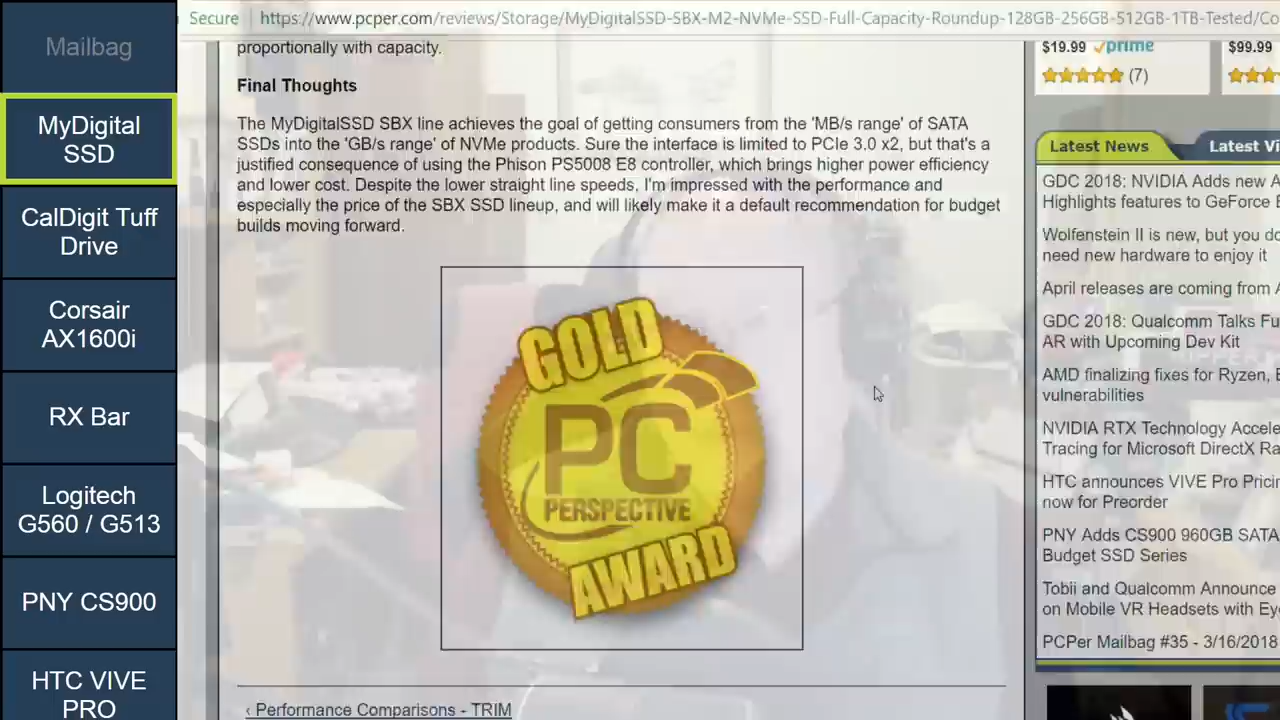 Mailbag
MyDigital
SSD
CalDigit Tuff
Drive
Corsair
AX1600i
RX Bar
Logitech
G560 / G513
PNY CS900
HTC VIVE
PRO
Secure
https://www.pcper.com/reviews/Storage/MyDigitalSSD-SBX-M2-NVMe-SSD-Full-Capacity-Roundup-128GB-256GB-512GB-1TB-Tested/Co
proportionally with capacity.
Final Thoughts
The MyDigitalSSD SBX line achieves the goal of getting consumers from the 'MB/s range' of SATA
SSDs into the 'GB/s range' of NVMe products. Sure the interface is limited to PCIe 3.0 x2, but that's a
justified consequence of using the Phison PS5008 E8 controller, which brings higher power efficiency
and lower cost. Despite the lower straight line speeds, I'm impressed with the performance and
especially the price of the SBX SSD lineup, and will likely make it a default recommendation for budget
builds moving forward.
GOLD
PC
PERSPECTIVE
AWARD
‹ Performance Comparisons - TRIM
$19.99 prime
$99.99
(7)
Latest News
Latest Vi
GDC 2018: NVIDIA Adds new A
Highlights features to GeForce E
Wolfenstein II is new, but you do
need new hardware to enjoy it
April releases are coming from A
GDC 2018: Qualcomm Talks Fu
AR with Upcoming Dev Kit
AMD finalizing fixes for Ryzen, E
vulnerabilities
NVIDIA RTX Technology Accele
Tracing for Microsoft DirectX Ra
HTC announces VIVE Pro Pricin
now for Preorder
PNY Adds CS900 960GB SATA
Budget SSD Series
Tobii and Qualcomm Announce
on Mobile VR Headsets with Eye
PCPer Mailbag #35 - 3/16/2018